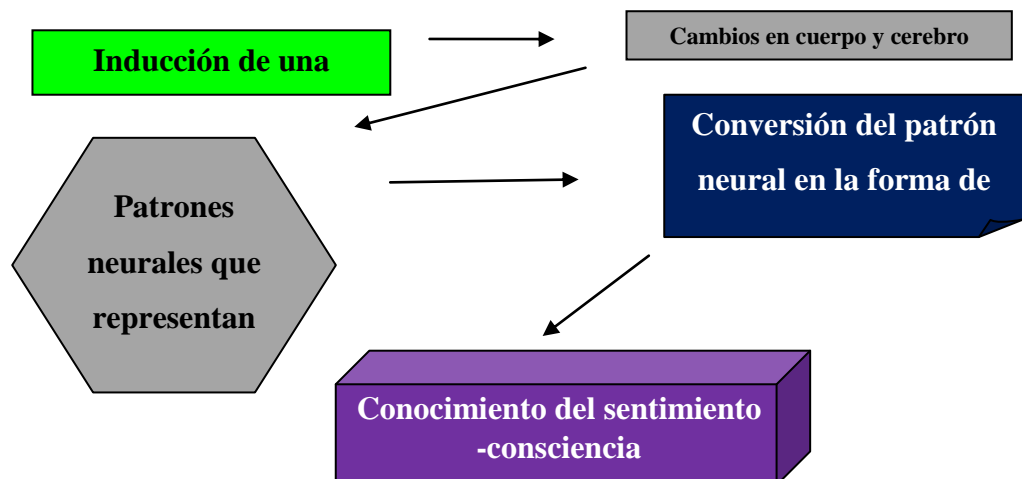 Inducción de una
Cambios en cuerpo y cerebro
Patrones
neurales que
representan
Conversión del patrón
neural en la forma de
Conocimiento del sentimiento
-consciencia